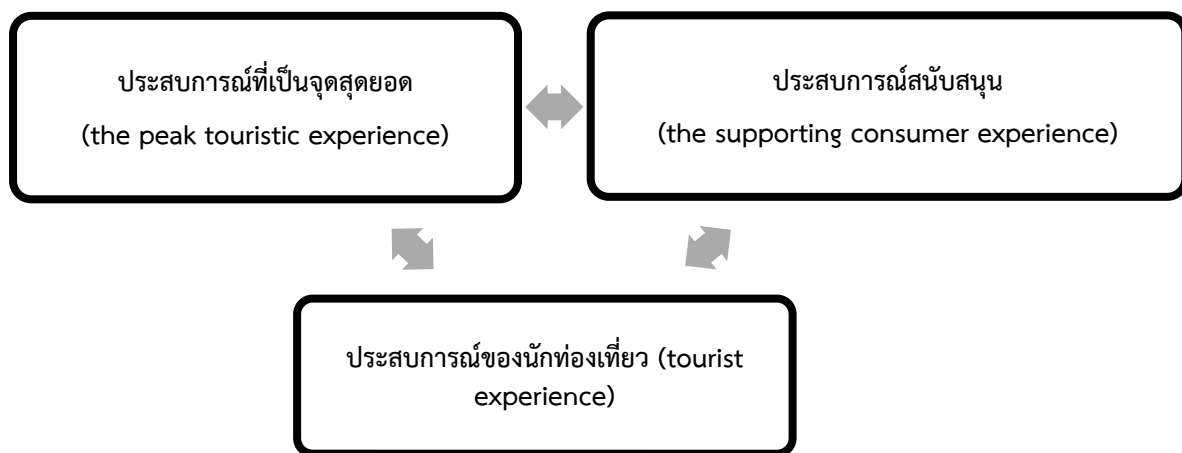 ประสบการณ์ที่เป็นจุดสุดยอด
(the peak touristic experience)
ประสบการณ์สนับสนุน
(the supporting consumer experience)
ประสบการณ์ของนักท่องเที่ยว (tourist
experience)